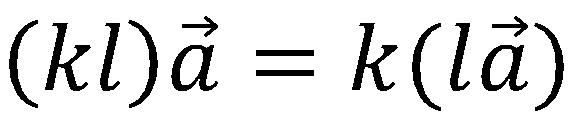 (kl)a⃗ = k(la⃗)